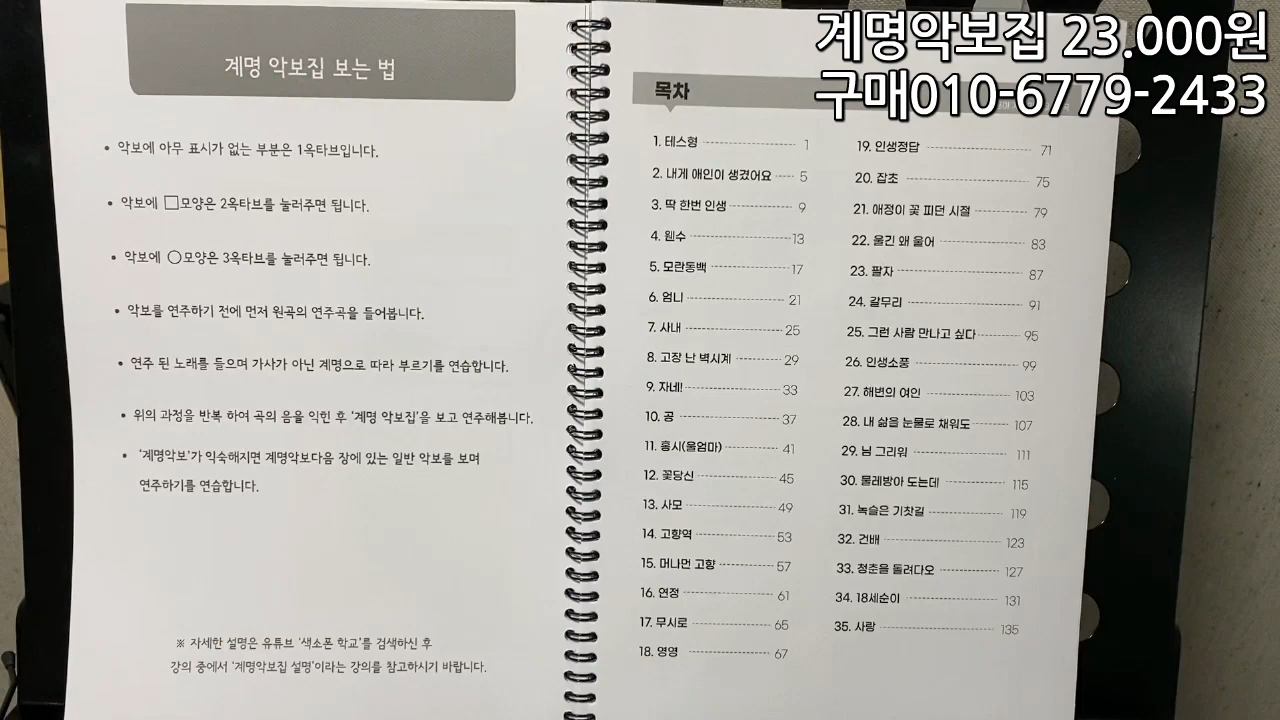 계명악보집 23.000원
구매010-6779-2433
계명 악보집 보는 법
• 악보에 아무 표시가 없는 부분은 1옥타브입니다.
• 악보에 □모양은 2옥타브를 눌러주면 됩니다.
• 악보에 ○모양은 3옥타브를 눌러주면 됩니다.
• 악보를 연주하기 전에 먼저 원곡의 연주곡을 들어봅니다.
• 연주 된 노래를 들으며 가사가 아닌 계명으로 따라 부르기를 연습합니다.
• 위의 과정을 반복 하여 곡의 음을 익힌 후 '계명 악보집'을 보고 연주해봅니다.
• '계명악보'가 익숙해지면 계명악보다음 장에 있는 일반 악보를 보며
연주하기를 연습합니다.
※ 자세한 설명은 유튜브 '색소폰 학교'를 검색하신 후
강의 중에서 '계명악보집 설명'이라는 강의를 참고하시기 바랍니다.
목차
1. 테스형 1
2. 내게 애인이 생겼어요 5
3. 딱 한번 인생 9
4. 웬수 13
5. 모란동백 17
6. 엄니 21
7. 사내 25
8. 고장 난 벽시계 29
9. 자네! 33
10. 공 37
11. 홍시(울엄마) 41
12. 꽃당신 45
13. 사모 49
14. 고향역 53
15. 머나먼 고향 57
16. 연정 61
17. 무시로 65
18. 영영 67
19. 인생정답 71
20. 잡초 75
21. 애정이 꽃 피던 시절 79
22. 울긴 왜 울어 83
23. 팔자 87
24. 갈무리 91
25. 그런 사람 만나고 싶다 95
26. 인생소풍 99
27. 해변의 여인 103
28. 내 삶을 눈물로 채워도 107
29. 님 그리워 111
30. 물레방아 도는데 115
31. 녹슬은 기찻길 119
32. 건배 123
33. 청춘을 돌려다오 127
34. 18세순이 131
35. 사랑 135